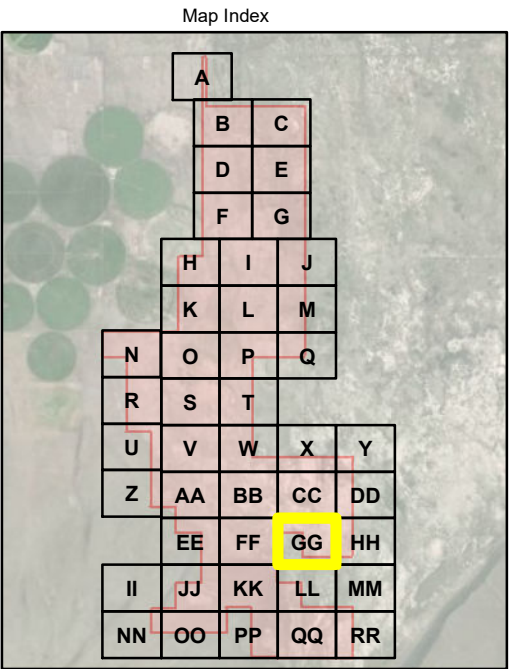 Map Index
A
B C
D E
F G
H I J
K L M
N O P Q
R S T
U V W X Y
Z AA BB CC DD
EE FF GG HH
II JJ KK LL MM
NN OO PP QQ RR